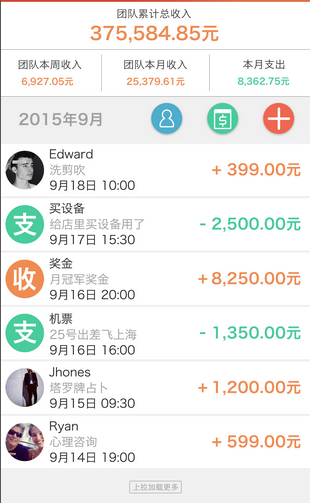 团队累计总收入
375,584.85元
团队本周收入 团队本月收入 本月支出
6,927.05元 25,379.61元 8,362.75元
2015年9月 $
Edward
洗剪吹 + 399.00元
9月18日 10:00
支 买设备
给店里买设备用了 - 2,500.00元
9月17日 15:30
收 奖金
月冠军奖金 + 8,250.00元
9月16日 20:00
支 机票
25号出差飞上海 - 1,350.00元
9月16日 16:00
Jhones
塔罗牌占卜 + 1,200.00元
9月15日 09:30
Ryan
心理咨询 + 599.00元
9月14日 19:00
上拉加载更多